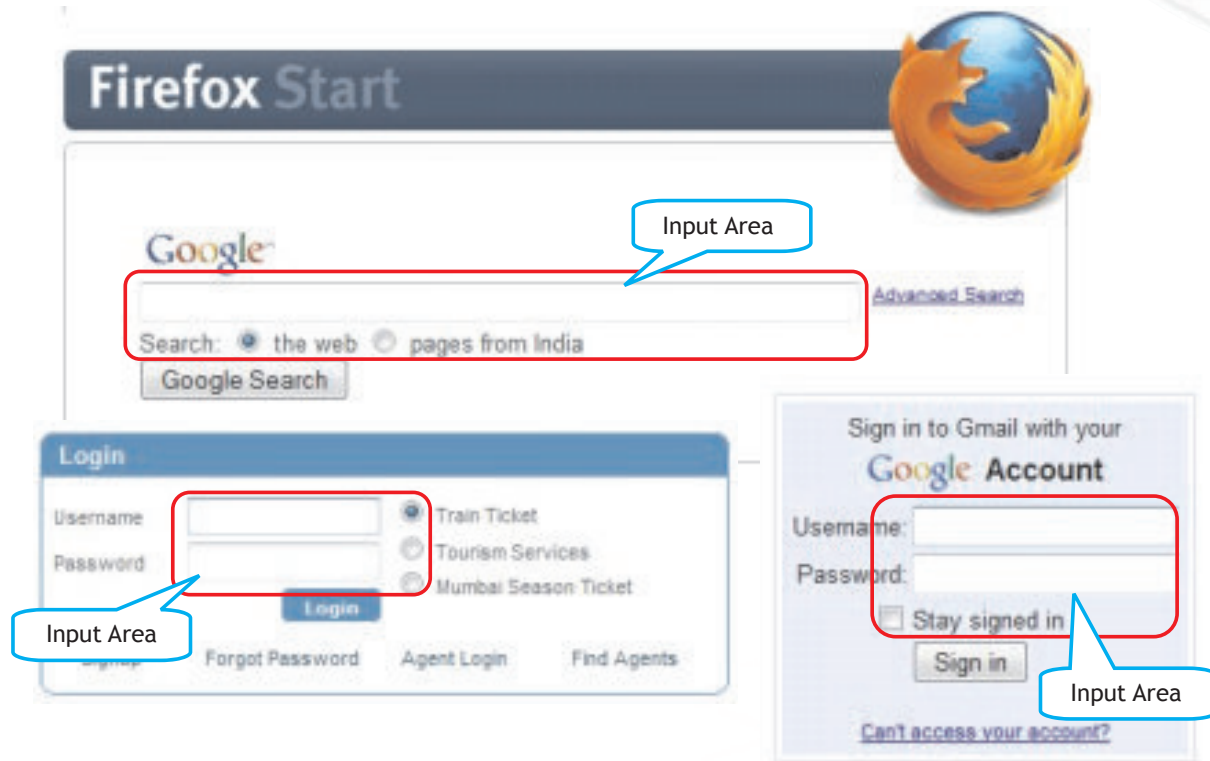 Firefox Start
Input Area
Google
Advanced Search
Search: the web pages from India
Google Search
Login
Username
Train Ticket
Password
Tourism Services
Mumbai Season Ticket
Login
Input Area
Signup Forgot Password Agent Login Find Agents
Sign in to Gmail with your
Google Account
Username:
Password:
Stay signed in
Sign in
Input Area
Can't access your account?